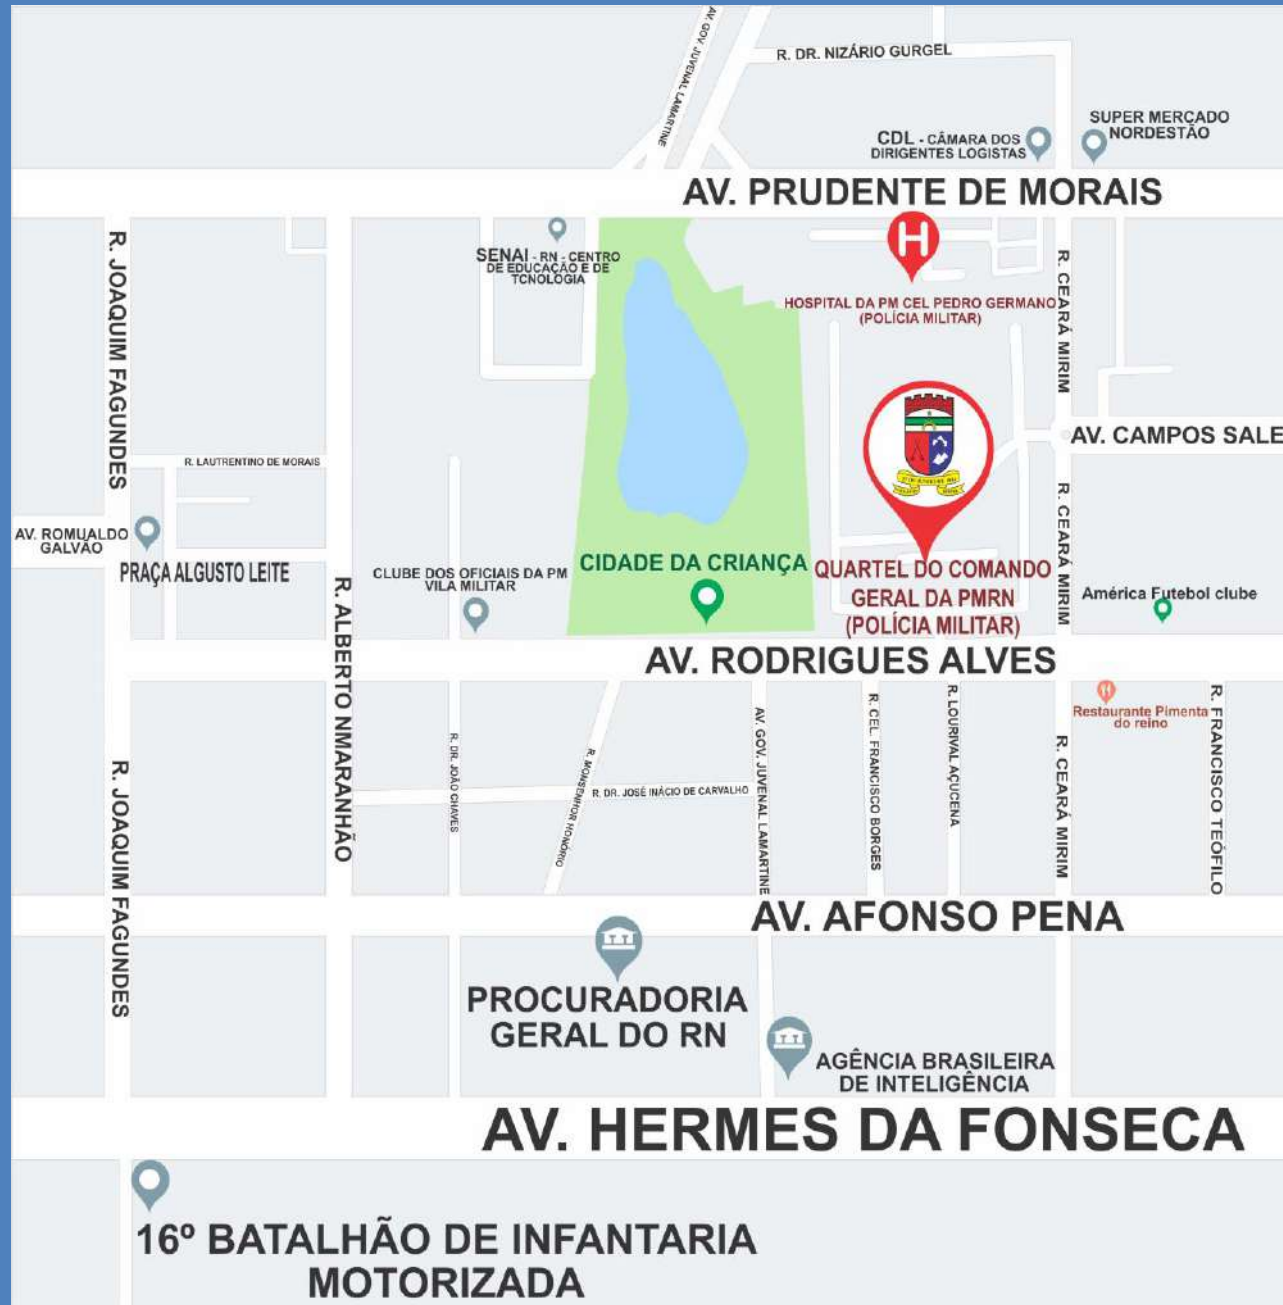 AV. GOV. JUVENAL LAMARTINE
R. DR. NIZÁRIO GURGEL
SUPER MERCADO
NORDESTÃO
CDL - CÂMARA DOS
DIRIGENTES LOGISTAS
AV. PRUDENTE DE MORAIS
R. JOAQUIM FAGUNDES
SENAI - RN - CENTRO
DE EDUCAÇÃO E DE
TCNOLOGIA
H
HOSPITAL DA PM CEL PEDRO GERMANO
(POLÍCIA MILITAR)
R. CEARÁ MIRIM
AV. CAMPOS SALE
R. LAUTRENTINO DE MORAIS
R. CEARÁ MIRIM
AV. ROMUALDO
GALVÃO
PRAÇA ALGUSTO LEITE
CLUBE DOS OFICIAIS DA PM
VILA MILITAR
CIDADE DA CRIANÇA
QUARTEL DO COMANDO
GERAL DA PMRN
(POLÍCIA MILITAR)
América Futebol clube
R. ALBERTO NMARANHÃO
AV. RODRIGUES ALVES
Restaurante Pimenta
do reino
R. JOAQUIM FAGUNDES
R. DR. JOÃO CHAVES
R. MONSENHOR HONÓRIO
R. DR. JOSÉ INÁCIO DE CARVALHO
AV. GOV. JUVENAL LAMARTINE
R. CEL. FRANCISCO BORGES
R. LOURIVAL AÇUCENA
R. CEARÁ MIRIM
R. FRANCISCO TEÓFILO
AV. AFONSO PENA
PROCURADORIA
GERAL DO RN
AGÊNCIA BRASILEIRA
DE INTELIGÊNCIA
AV. HERMES DA FONSECA
16º BATALHÃO DE INFANTARIA
MOTORIZADA